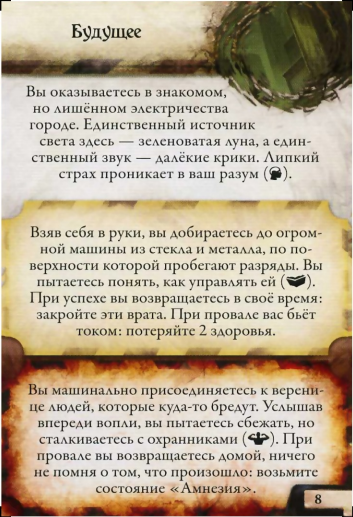 Будущее
Вы оказываетесь в знакомом,
но лишённом электричества
городе. Единственный источник
света здесь — зеленоватая луна, а един-
ственный звук — далёкие крики. Липкий
страх проникает в ваш разум ( ).
Взяв себя в руки, вы добираетесь до огром-
ной машины из стекла и металла, по по-
верхности которой пробегают разряды. Вы
пытаетесь понять, как управлять ей ( ).
При успехе вы возвращаетесь в своё время:
закройте эти врата. При провале вас бьёт
током: потеряйте 2 здоровья.
Вы машинально присоединяетесь к верени-
це людей, которые куда-то бредут. Услышав
впереди вопли, вы пытаетесь сбежать, но
сталкиваетесь с охранниками ( ). При
провале вы возвращаетесь домой, ничего
не помня о том, что произошло: возьмите
состояние «Амнезия».
8